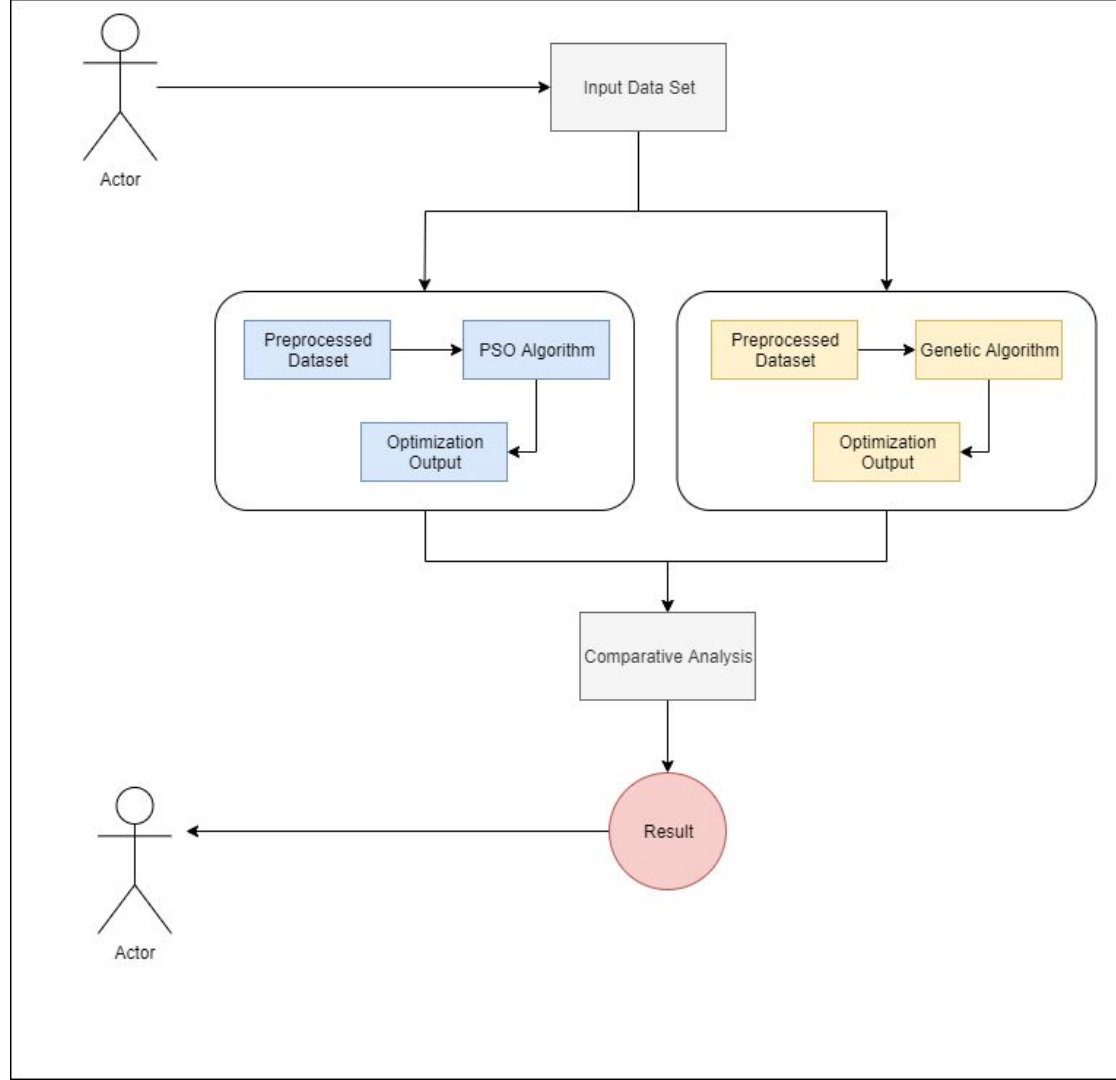 Input Data Set
Actor
Preprocessed
Dataset
PSO Algorithm
Optimization
Output
Preprocessed
Dataset
Genetic Algorithm
Optimization
Output
Comparative Analysis
Result
Actor